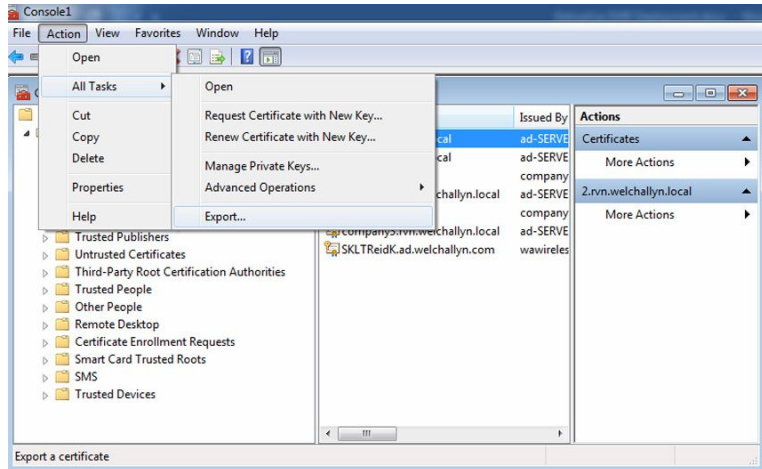 Console1
File Action View Favorites Window Help
Open
All Tasks
Cut
Copy
Delete
Properties
Help
Open
Request Certificate with New Key...
Renew Certificate with New Key...
Manage Private Keys...
Advanced Operations
Export...
Trusted Publishers
Untrusted Certificates
Third-Party Root Certification Authorities
Trusted People
Other People
Remote Desktop
Certificate Enrollment Requests
Smart Card Trusted Roots
SMS
Trusted Devices
Issued By
cal ad-SERVE
cal ad-SERVE
company
challyn.local ad-SERVE
company
company3.rvn.welchallyn.local ad-SERVE
SKLTReidK.ad.welchallyn.com wawireles
Actions
Certificates
More Actions
2.rvn.welchallyn.local
More Actions
Export a certificate